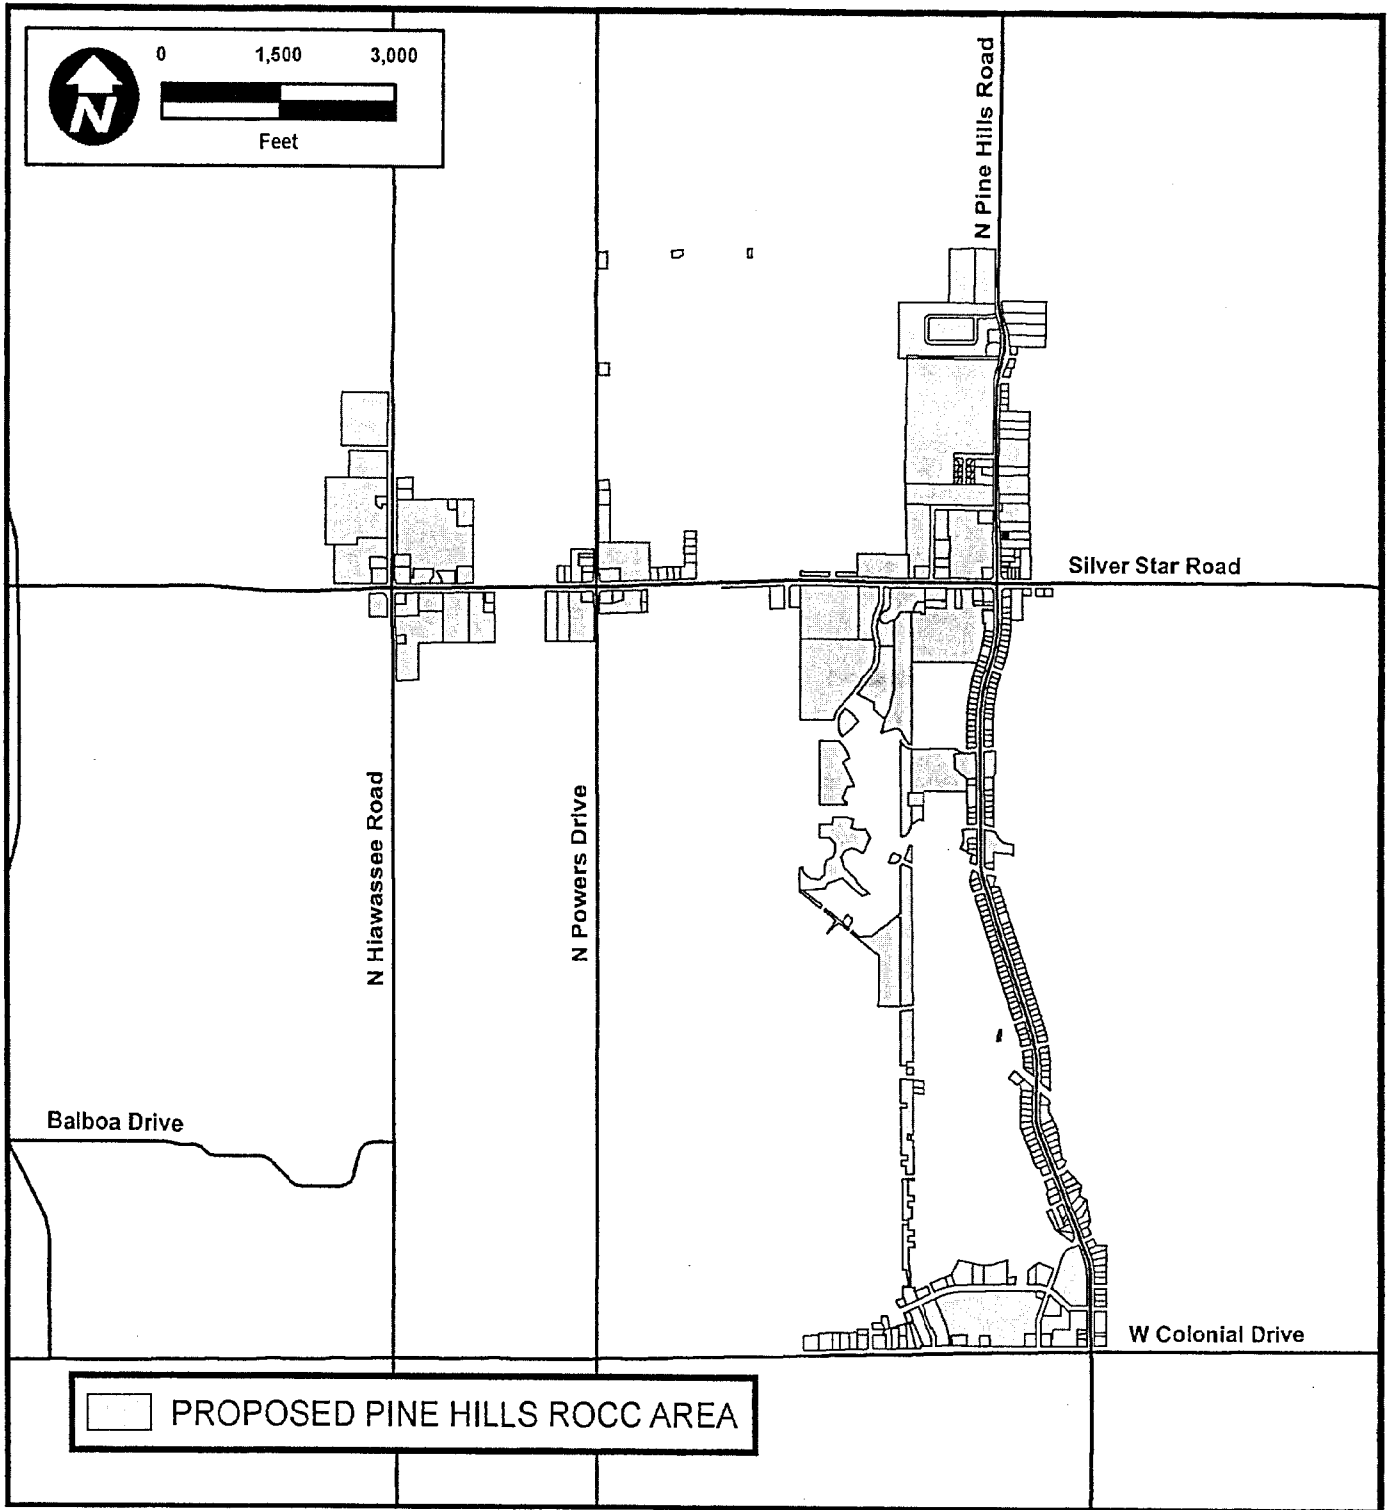 0 1,500 3,000
N
Feet
N Pine Hills Road
Silver Star Road
N Hiawassee Road
N Powers Drive
Balboa Drive
W Colonial Drive
PROPOSED PINE HILLS ROCC AREA